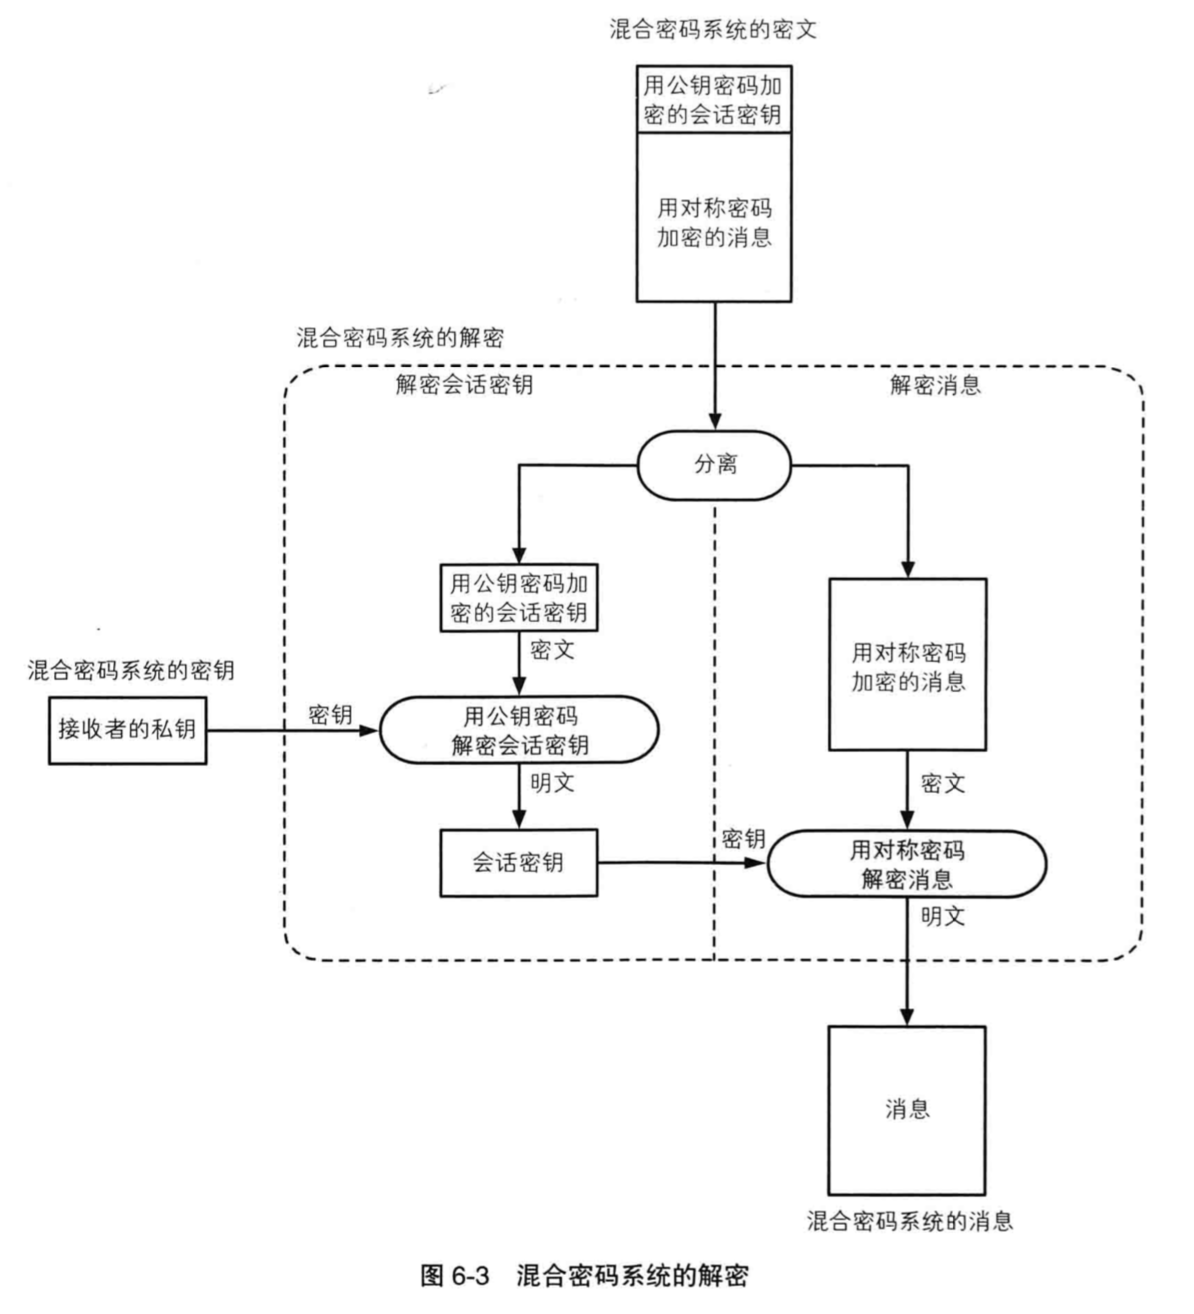 混合密码系统的密文
用公钥密码加
密的会话密钥
用对称密码
加密的消息
混合密码系统的解密
解密会话密钥
解密消息
分离
用公钥密码加
密的会话密钥
密文
用对称密码
加密的消息
混合密码系统的密钥
接收者的私钥
密钥
用公钥密码
解密会话密钥
明文
密文
会话密钥
密钥
用对称密码
解密消息
明文
消息
混合密码系统的消息
图 6-3 混合密码系统的解密